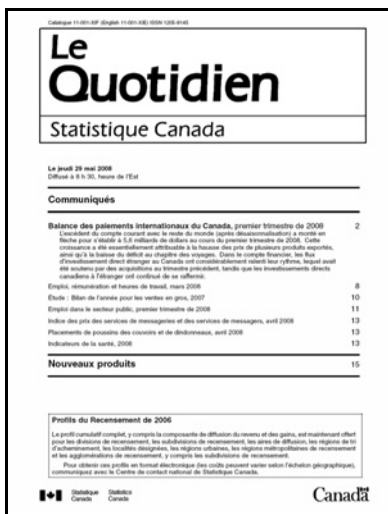 Catalogue 11-001-XIF (English 11-001-XIE) ISSN 1205-9145
Le
Quotidien
Statistique Canada
Le jeudi 29 mai 2008
Diffusé à 8 h 30, heure de l'Est
Communiqués
Balance des paiements internationaux du Canada, premier trimestre de 2008 2
L'excédent du compte courant avec le reste du monde (après désaisonnalisation) a monté en
flèche pour s'établir à 5,6 milliards de dollars au cours du premier trimestre de 2008. Cette
croissance a été essentiellement attribuable à la hausse des prix de plusieurs produits exportés,
ainsi qu'à la baisse du déficit au chapitre des voyages. Dans le compte financier, les flux
d'investissement direct étranger au Canada ont considérablement ralenti leur rythme, lequel avait
été soutenu par des acquisitions au trimestre précédent, tandis que les investissements directs
canadiens à l'étranger ont continué de se raffermir.
Emploi, rémunération et heures de travail, mars 2008 8
Étude : Bilan de l'année pour les ventes en gros, 2007 10
Emploi dans le secteur public, premier trimestre de 2008 11
Indice des prix des services de messageries et des services de messagers, avril 2008 13
Placements de poussins des couvoirs et de dindonneaux, avril 2008 13
Indicateurs de la santé, 2008 13
Nouveaux produits 15
Profils du Recensement de 2006
Le profil cumulatif complet, y compris la composante de diffusion du revenu et des gains, est maintenant offert
pour les divisions de recensement, les subdivisions de recensement, les aires de diffusion, les régions de tri
d'acheminement, les localités désignées, les régions urbaines, les régions métropolitaines de recensement
et les agglomérations de recensement, y compris les subdivisions de recensement.
Pour obtenir ces profils en format électronique (les coûts peuvent varier selon l'échelon géographique),
communiquez avec le Centre de contact national de Statistique Canada.
Statistique Statistics
Canada Canada
Canada